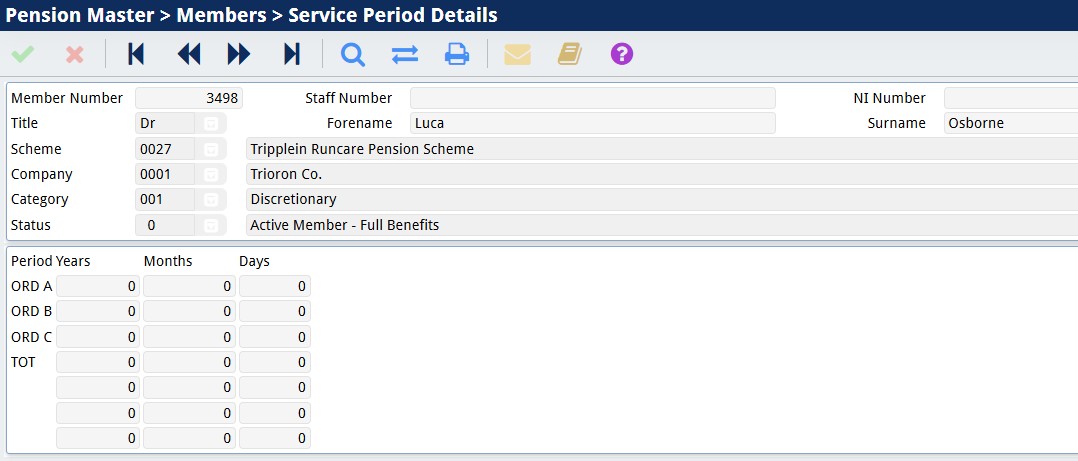 Pension Master > Members > Service Period Details
?
Member Number 3498 Staff Number NI Number
Title Dr Forename Luca Surname Osborne
Scheme 0027 Tripplein Runcare Pension Scheme
Company 0001 Trioron Co.
Category 001 Discretionary
Status 0 Active Member - Full Benefits
Period Years Months Days
ORD A 0 0 0
ORD B 0 0 0
ORD C 0 0 0
TOT 0 0 0
0 0 0
0 0 0
0 0 0